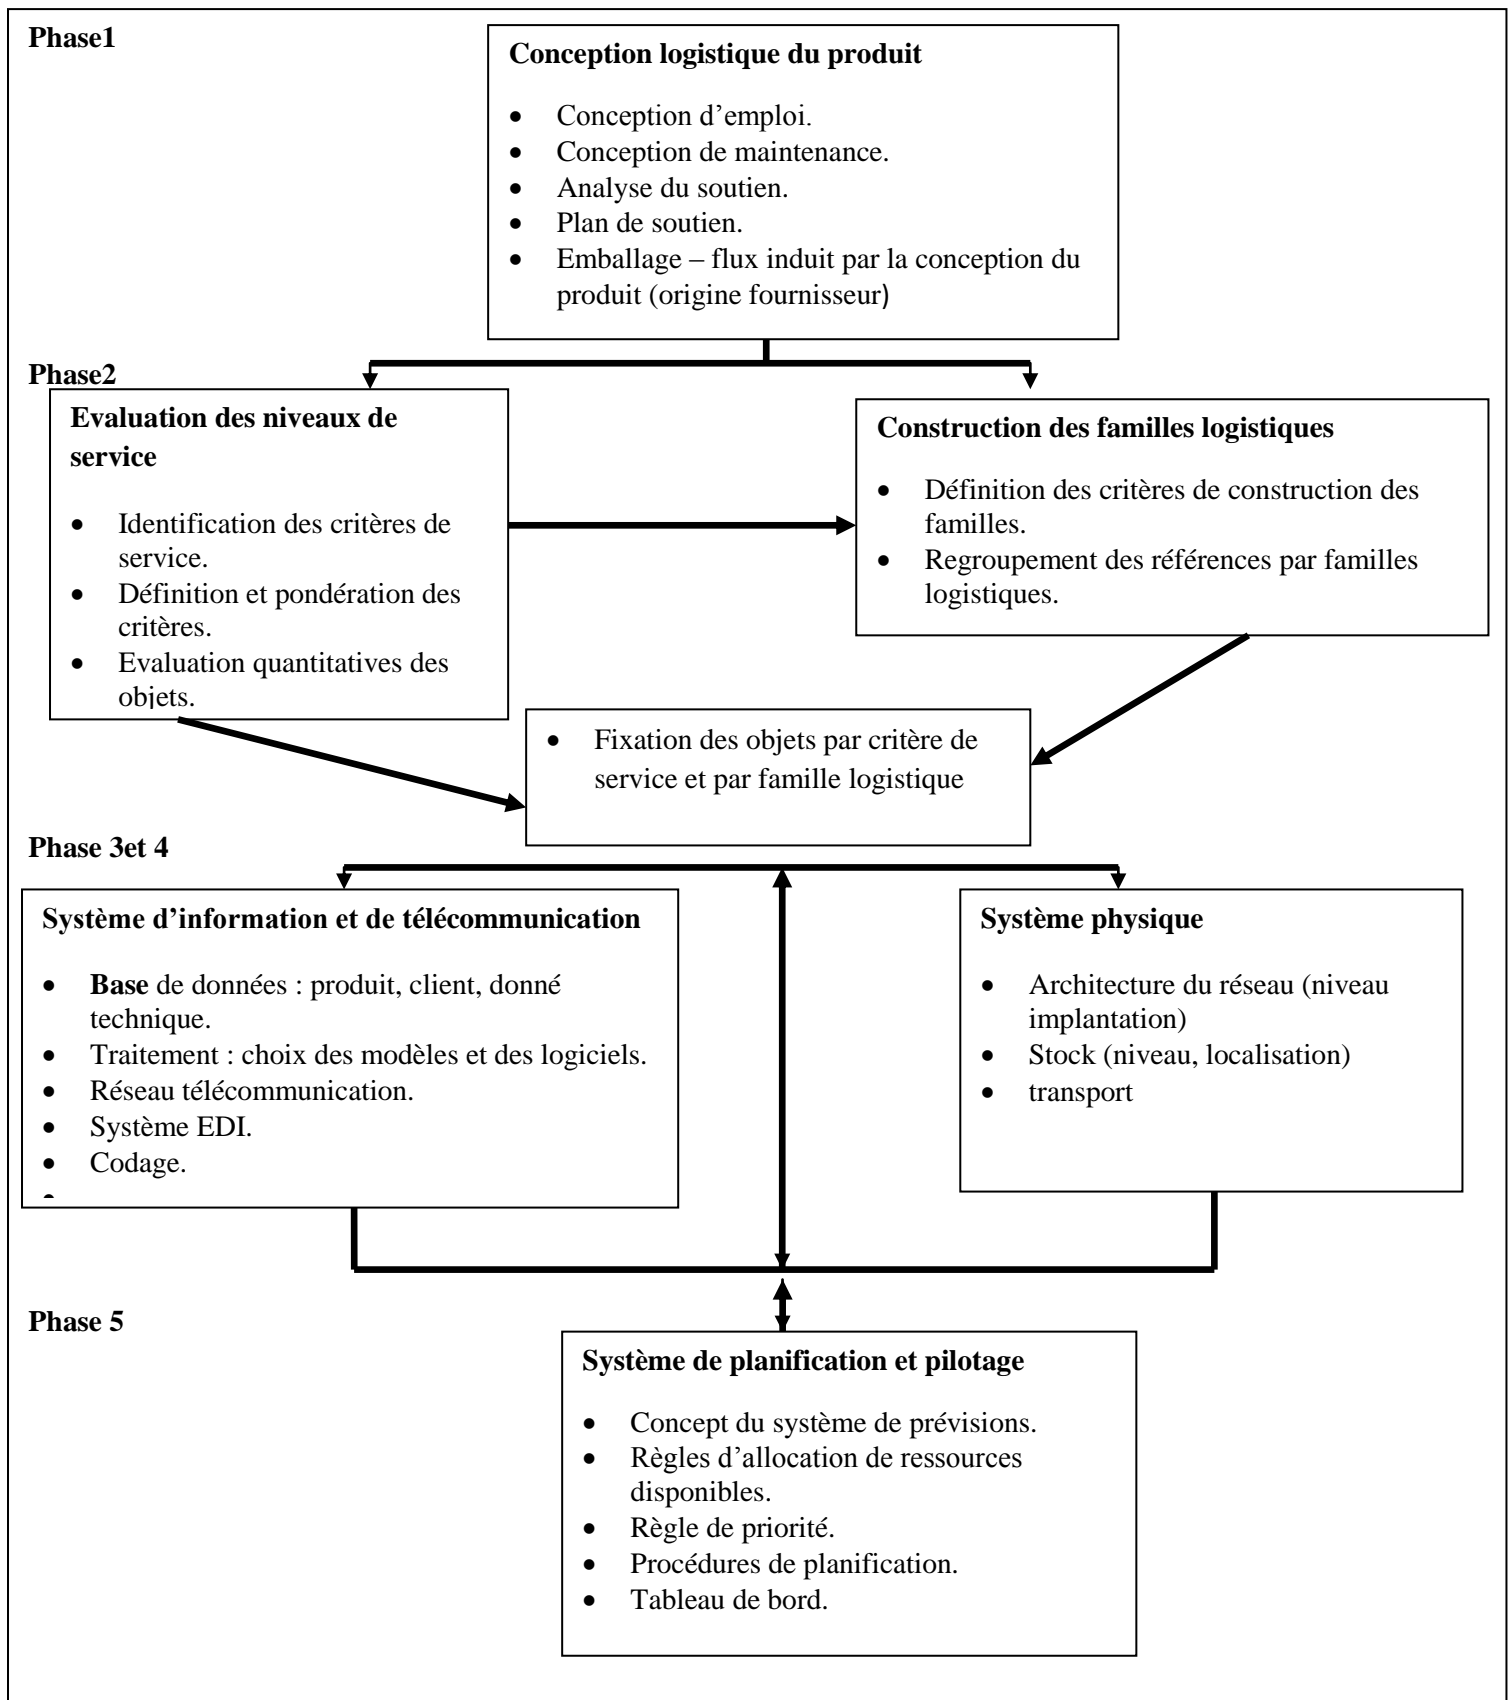 Phase1
Conception logistique du produit
• Conception d’emploi.
• Conception de maintenance.
• Analyse du soutien.
• Plan de soutien.
• Emballage – flux induit par la conception du
produit (origine fournisseur)
Phase2
Evaluation des niveaux de
service
• Identification des critères de
service.
• Définition et pondération des
critères.
• Evaluation quantitatives des
objets.
Construction des familles logistiques
• Définition des critères de construction des
familles.
• Regroupement des références par familles
logistiques.
• Fixation des objets par critère de
service et par famille logistique
Phase 3et 4
Système d’information et de télécommunication
• Base de données : produit, client, donné
technique.
• Traitement : choix des modèles et des logiciels.
• Réseau télécommunication.
• Système EDI.
• Codage.
•
Système physique
• Architecture du réseau (niveau
implantation)
• Stock (niveau, localisation)
• transport
Phase 5
Système de planification et pilotage
• Concept du système de prévisions.
• Règles d’allocation de ressources
disponibles.
• Règle de priorité.
• Procédures de planification.
• Tableau de bord.